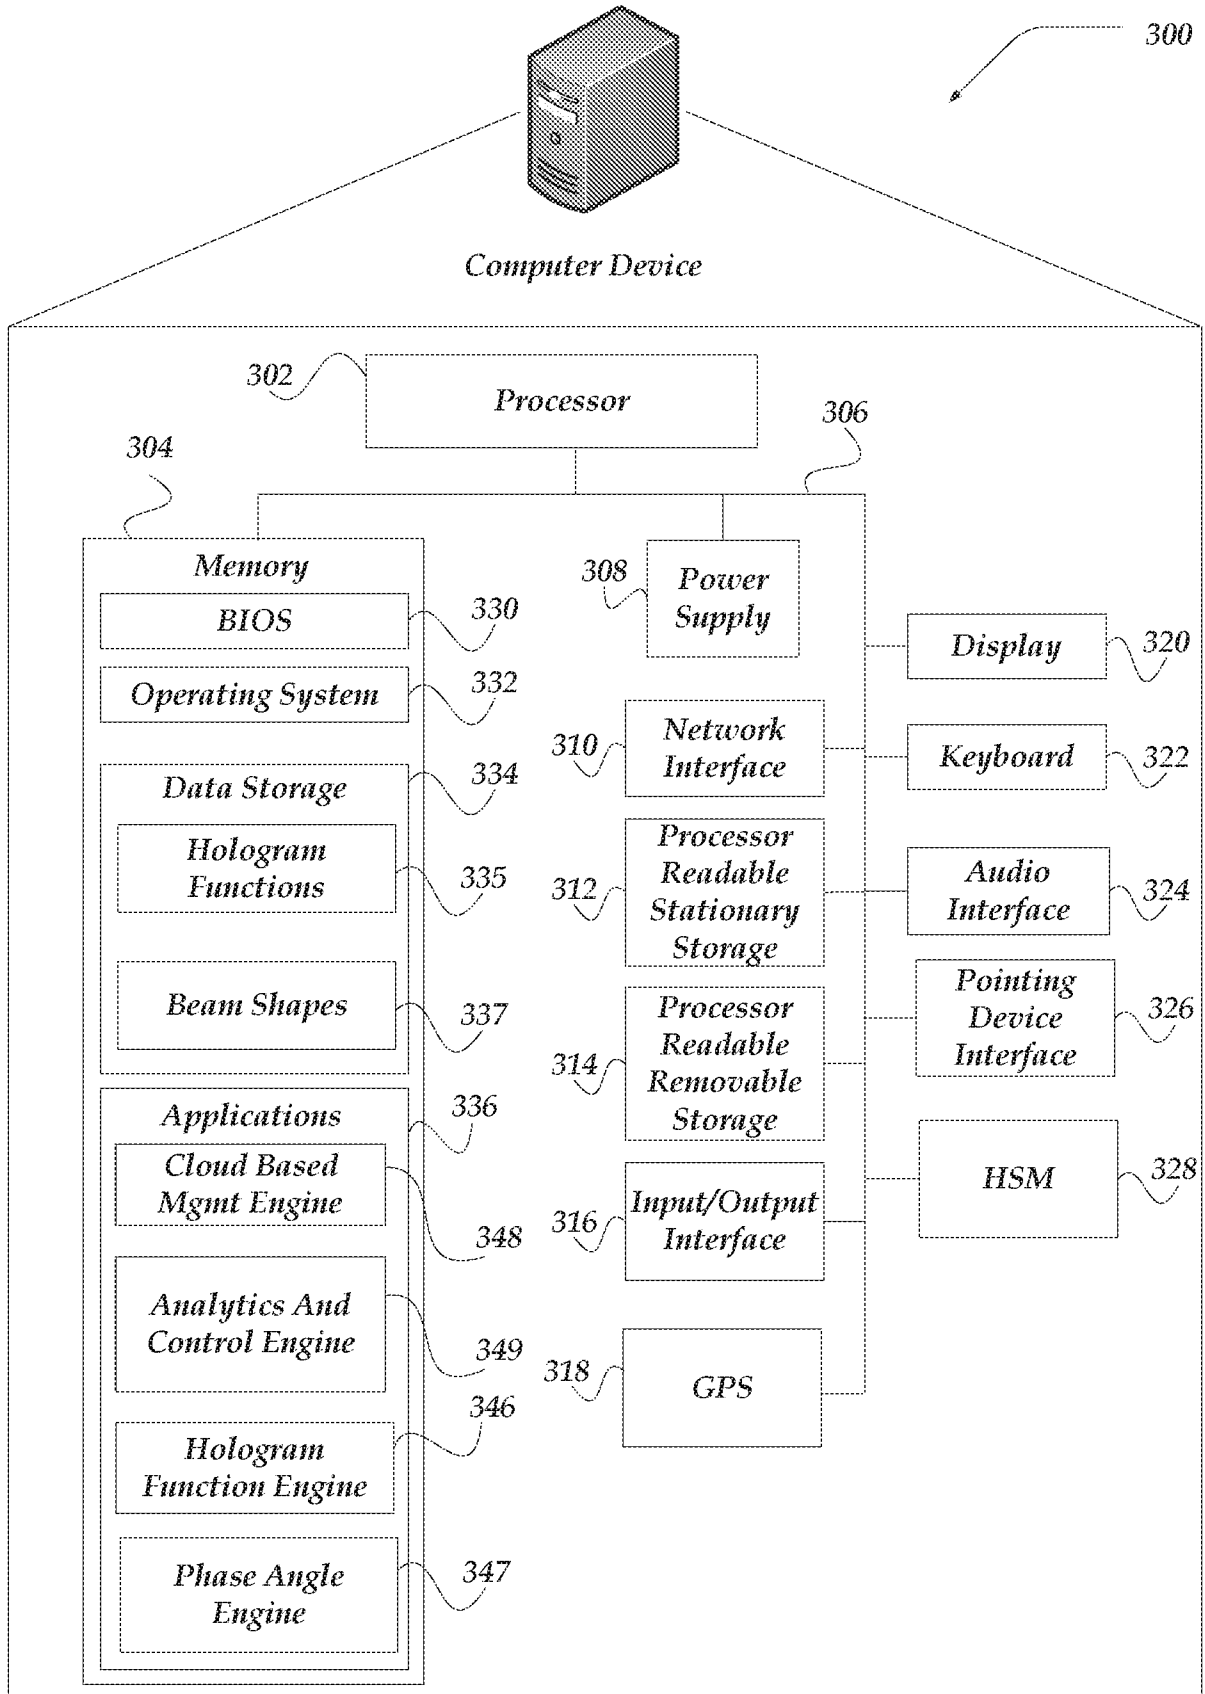 300
Computer Device
302
Processor
306
304
Memory
BIOS
330
Operating System
332
Data Storage
334
Hologram
Functions
335
Beam Shapes
337
Applications
336
Cloud Based
Mgmt Engine
348
Analytics And
Control Engine
349
Hologram
Function Engine
346
Phase Angle
Engine
347
308
Power
Supply
310
Network
Interface
312
Processor
Readable
Stationary
Storage
314
Processor
Readable
Removable
Storage
316
Input/Output
Interface
318
GPS
Display
320
Keyboard
322
Audio
Interface
324
Pointing
Device
Interface
326
HSM
328